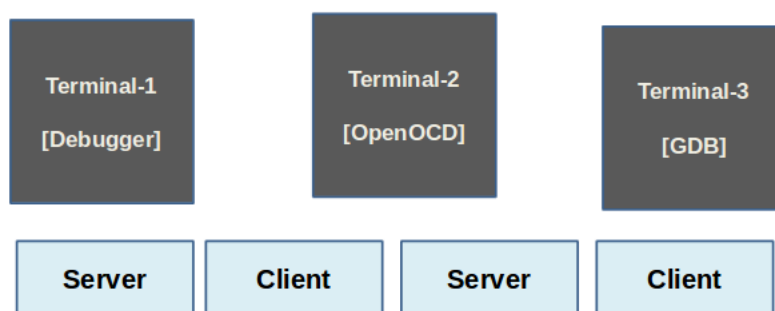 Terminal-1
[Debugger]
Terminal-2
[OpenOCD]
Terminal-3
[GDB]
Server
Client
Server
Client